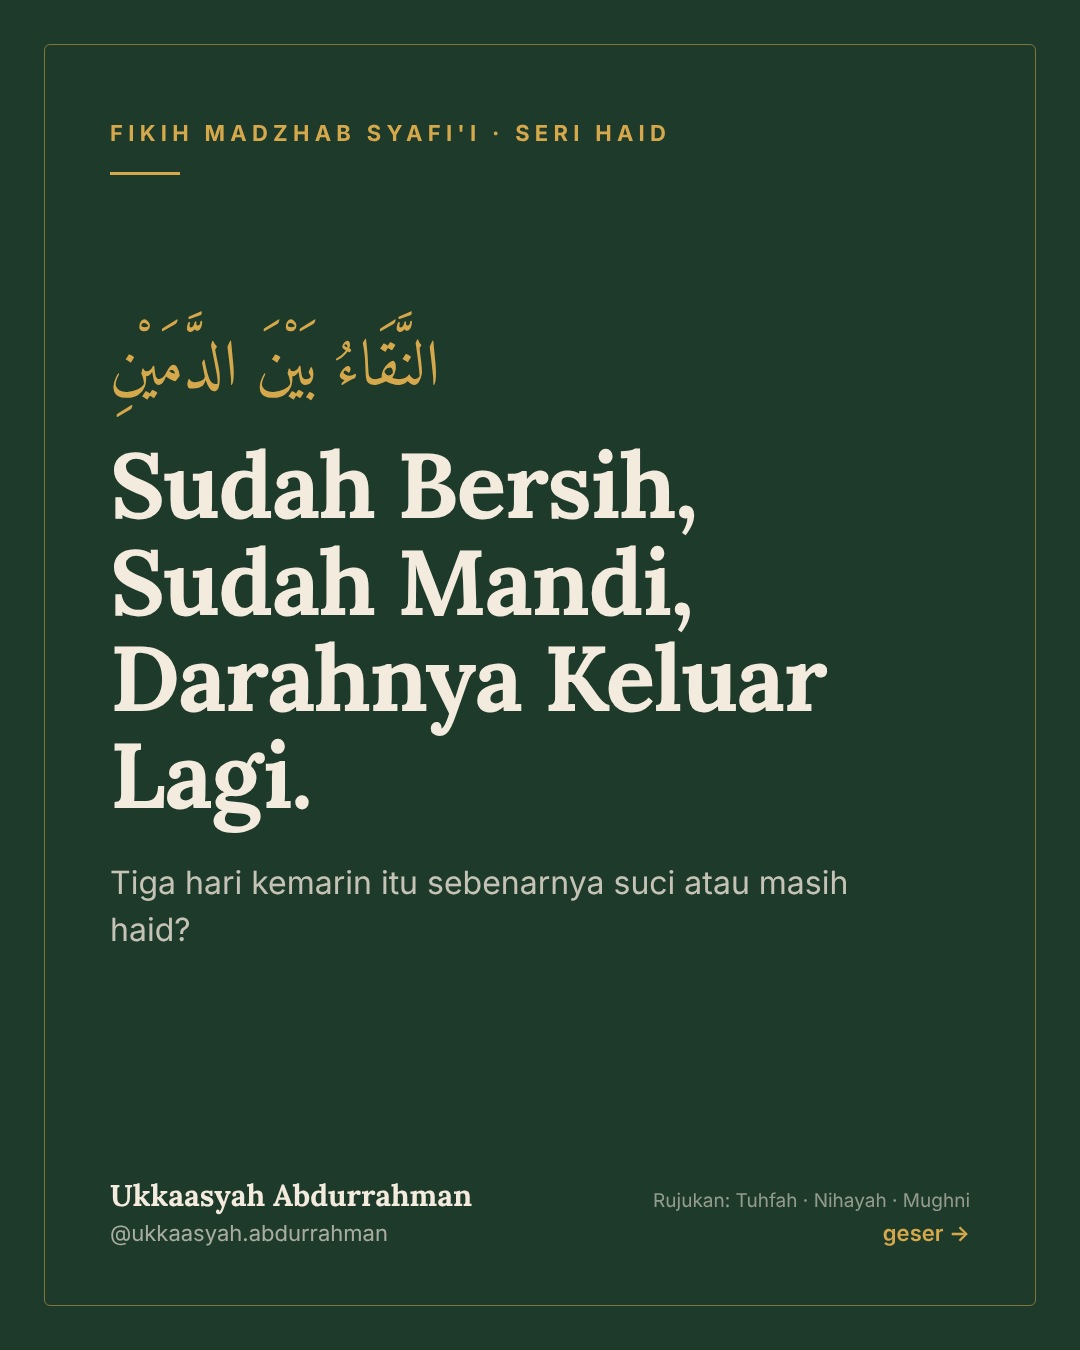 FIKIH MADZHAB SYAFI'I · SERI HAID
النَّقَاءُ بَيْنَ الدَّمَيْنِ
Sudah Bersih,
Sudah Mandi,
Darahnya Keluar
Lagi.
Tiga hari kemarin itu sebenarnya suci atau masih
haid?
Ukkaasyah Abdurrahman
@ukkaasyah.abdurrahman
Rujukan: Tuhfah · Nihayah · Mughni
geser →